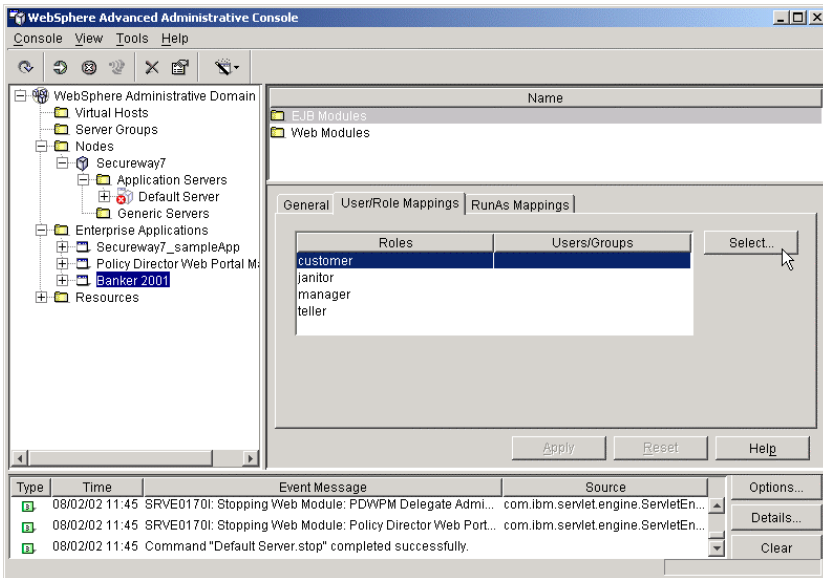 WebSphere Advanced Administrative Console
Console View Tools Help
WebSphere Administrative Domain
Virtual Hosts
Server Groups
Nodes
Secureway7
Application Servers
Default Server
Generic Servers
Enterprise Applications
Secureway7_sampleApp
Policy Director Web Portal Ma
Banker 2001
Resources
Name
EJB Modules
Web Modules
General User/Role Mappings RunAs Mappings
Roles Users/Groups
customer
janitor
manager
teller
Select...
Apply Reset Help
Type Time Event Message Source
08/02/02 11:45 SRVE0170I: Stopping Web Module: PDWPM Delegate Admi... com.ibm.servlet.engine.ServletEn...
08/02/02 11:45 SRVE0170I: Stopping Web Module: Policy Director Web Port... com.ibm.servlet.engine.ServletEn...
08/02/02 11:45 Command "Default Server.stop" completed successfully.
Options...
Details...
Clear